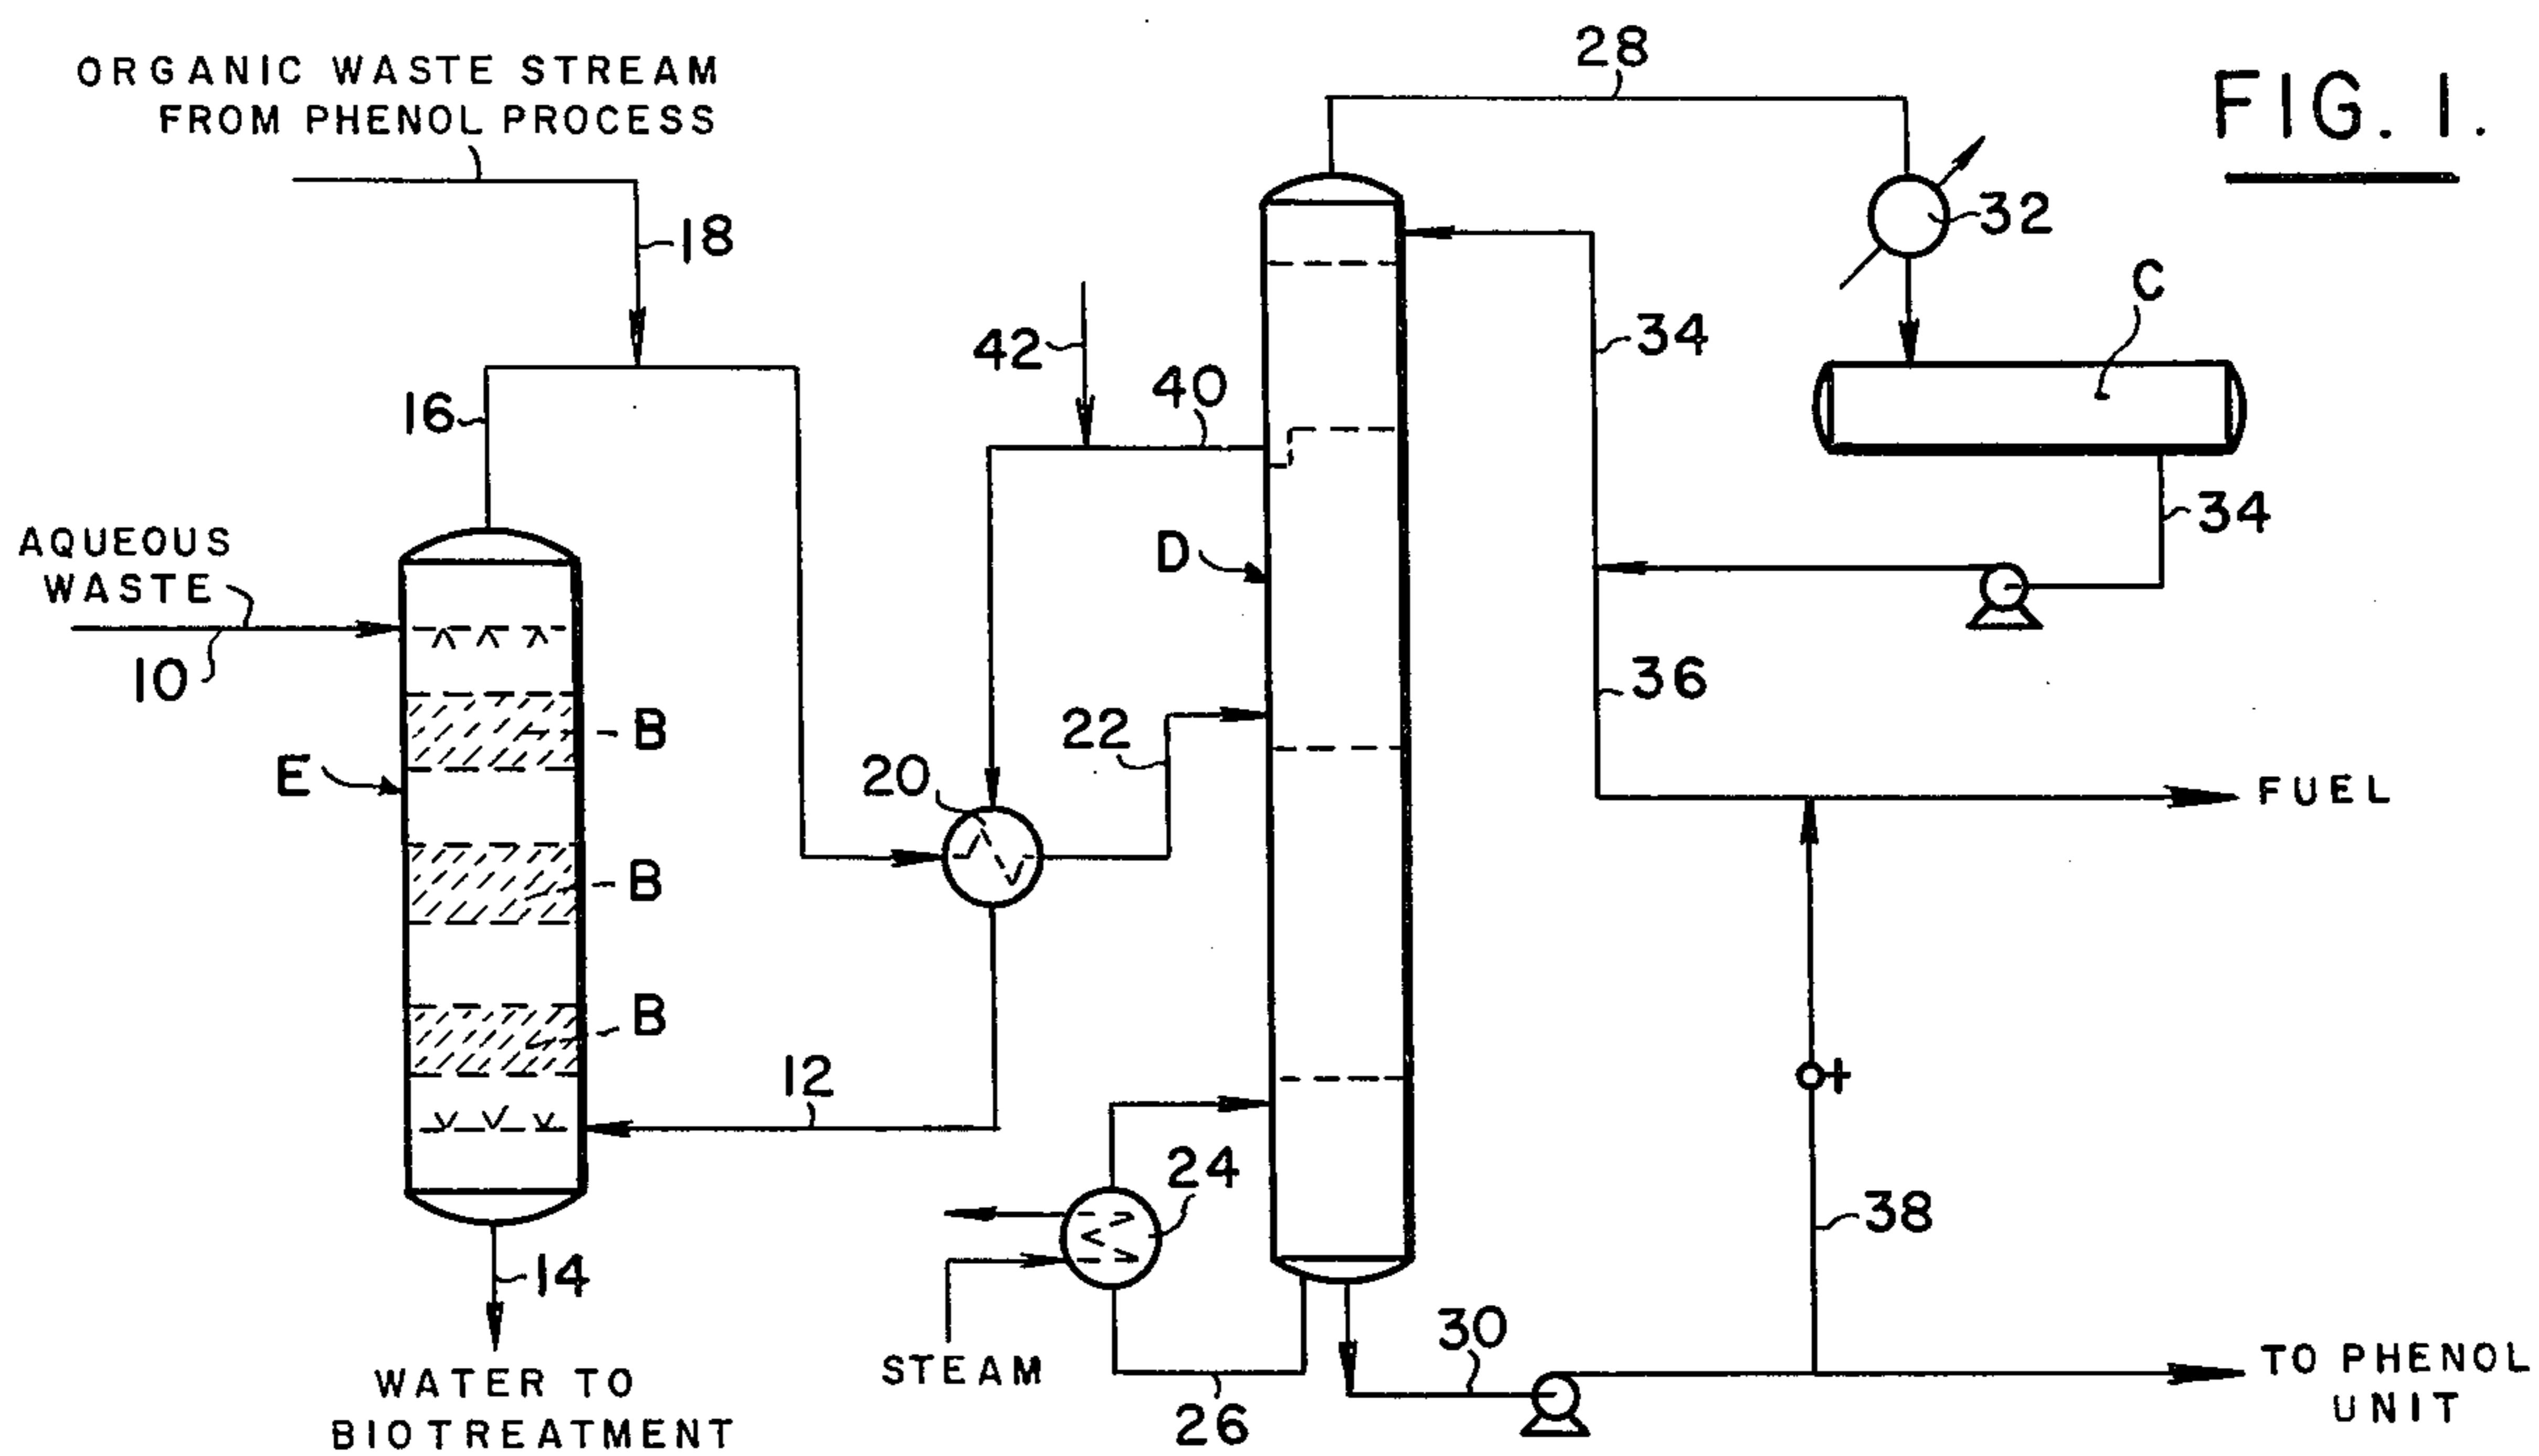 FIG. 1.
ORGANIC WASTE STREAM
FROM PHENOL PROCESS
18
28
32
C
42
40
34
16
34
AQUEOUS
WASTE
10
D
36
B
22
E
20
FUEL
B
B
12
24
38
14
STEAM
30
26
WATER TO
BIOTREATMENT
TO PHENOL
UNIT